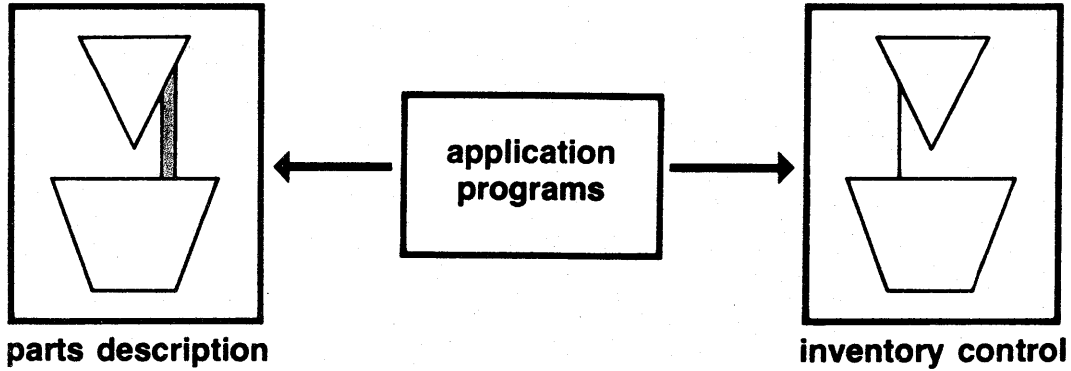 application
programs
parts description
inventory control